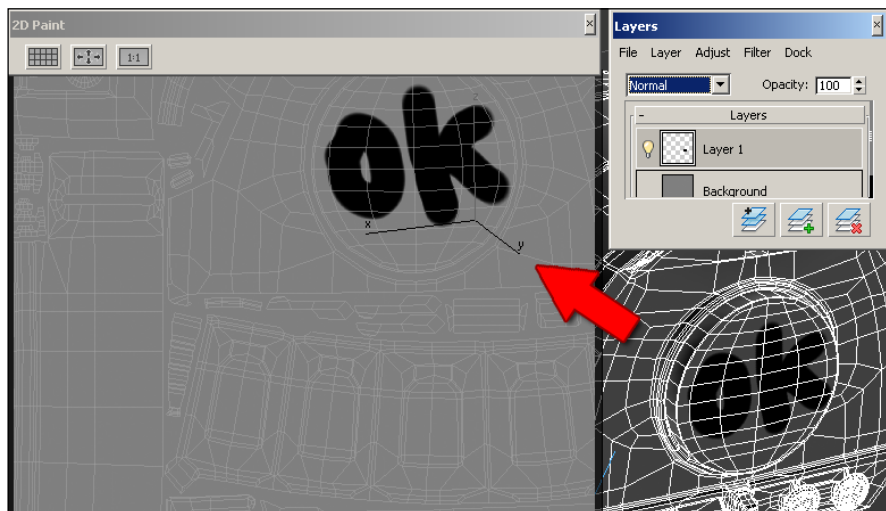 2D Paint
1:1
OK
x
y
z
Layers
File Layer Adjust Filter Dock
Normal Opacity: 100
- Layers
Layer 1
Background
OK